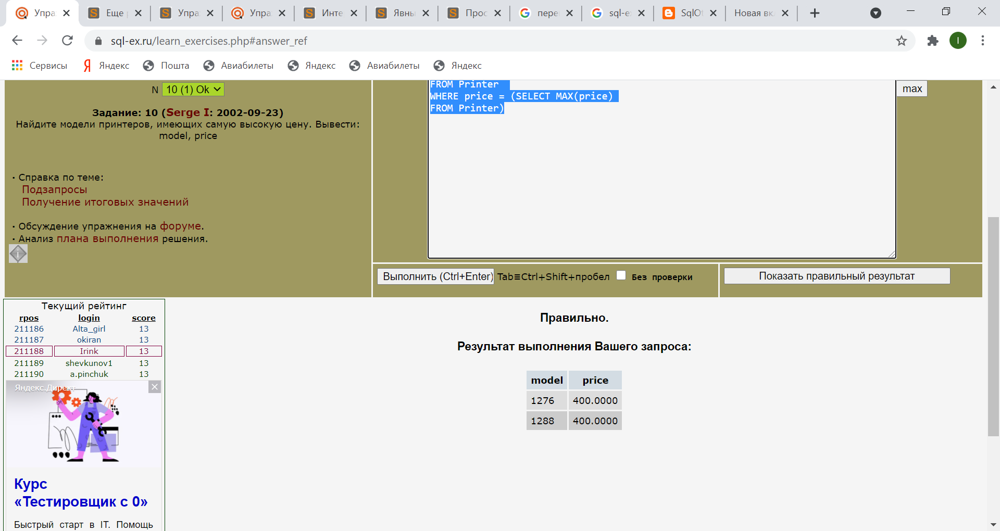 Упра
Еще р
Упра
Упра
Инте
Явны
Прос
пере
sql-e
SqlOt
Новая вк
sql-ex.ru/learn_exercises.php#answer_ref
I
Сервисы
Яндекс
Пошта
Авиабилеты
Яндекс
Авиабилеты
Яндекс
N 10 (1) Ok
Задание: 10 (Serge I: 2002-09-23)
Найдите модели принтеров, имеющих самую высокую цену. Вывести:
model, price
· Справка по теме:
Подзапросы
Получение итоговых значений
· Обсуждение упражнения на форуме.
· Анализ плана выполнения решения.
FROM Printer
WHERE price = (SELECT MAX(price)
FROM Printer)
max
Выполнить (Ctrl+Enter) Tab≡Ctrl+Shift+пробел Без проверки
Показать правильный результат
Текущий рейтинг
rpos login score
211186 Alta_girl 13
211187 okiran 13
211188 Irink 13
211189 shevkunov1 13
211190 a.pinchuk 13
Яндекс.Директ
Курс
«Тестировщик с 0»
Быстрый старт в IT. Помощь
Правильно.
Результат выполнения Вашего запроса:
model price
1276 400.0000
1288 400.0000